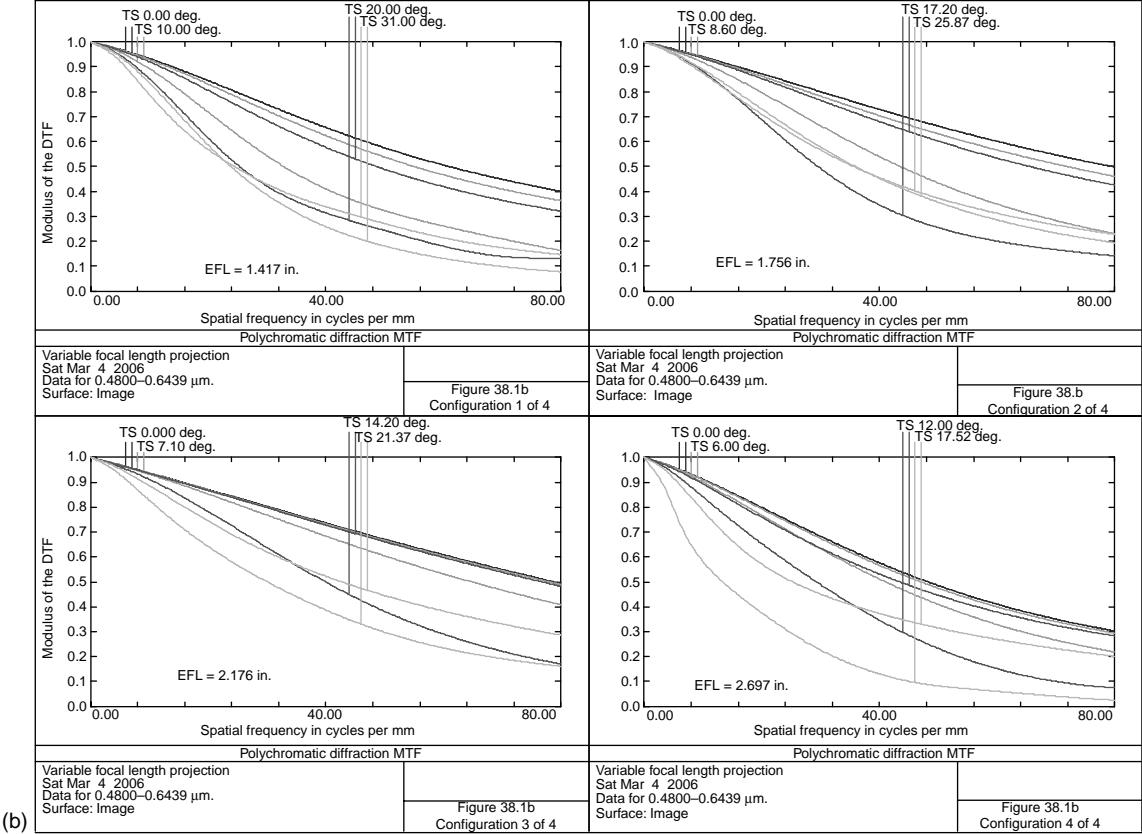 TS 0.00 deg.
TS 10.00 deg.
TS 20.00 deg.
TS 31.00 deg.
Modulus of the DTF
1.0
0.9
0.8
0.7
0.6
0.5
0.4
0.3
0.2
0.1
0.0
EFL = 1.417 in.
0.00 40.00 80.00
Spatial frequency in cycles per mm
Polychromatic diffraction MTF
Variable focal length projection
Sat Mar 4 2006
Data for 0.4800–0.6439 μm.
Surface: Image
Figure 38.1b
Configuration 1 of 4
TS 0.00 deg.
TS 8.60 deg.
TS 17.20 deg.
TS 25.87 deg.
1.0
0.9
0.8
0.7
0.6
0.5
0.4
0.3
0.2
0.1
0.0
EFL = 1.756 in.
0.00 40.00 80.00
Spatial frequency in cycles per mm
Polychromatic diffraction MTF
Variable focal length projection
Sat Mar 4 2006
Data for 0.4800–0.6439 μm.
Surface: Image
Figure 38.b
Configuration 2 of 4
TS 0.000 deg.
TS 7.10 deg.
TS 14.20 deg.
TS 21.37 deg.
Modulus of the DTF
1.0
0.9
0.8
0.7
0.6
0.5
0.4
0.3
0.2
0.1
0.0
EFL = 2.176 in.
0.00 40.00 80.00
Spatial frequency in cycles per mm
Polychromatic diffraction MTF
Variable focal length projection
Sat Mar 4 2006
Data for 0.4800–0.6439 μm.
Surface: Image
Figure 38.1b
Configuration 3 of 4
TS 0.00 deg.
TS 6.00 deg.
TS 12.00 deg.
TS 17.52 deg.
1.0
0.9
0.8
0.7
0.6
0.5
0.4
0.3
0.2
0.1
0.0
EFL = 2.697 in.
0.00 40.00 80.00
Spatial frequency in cycles per mm
Polychromatic diffraction MTF
Variable focal length projection
Sat Mar 4 2006
Data for 0.4800–0.6439 μm.
Surface: Image
Figure 38.1b
Configuration 4 of 4
(b)